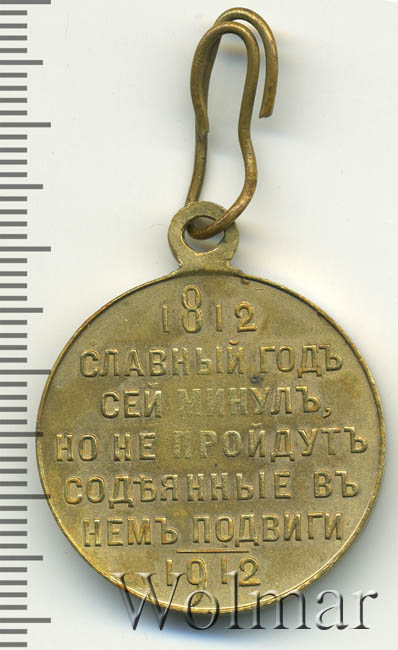 1812
СЛАВНЫЙ ГОДЪ
СЕЙ МИНУЛЪ,
НО НЕ ПРОЙДУТЪ
СОДѢЯННЫЕ ВЪ
НЕМЪ ПОДВИГИ
1912
Wolmar